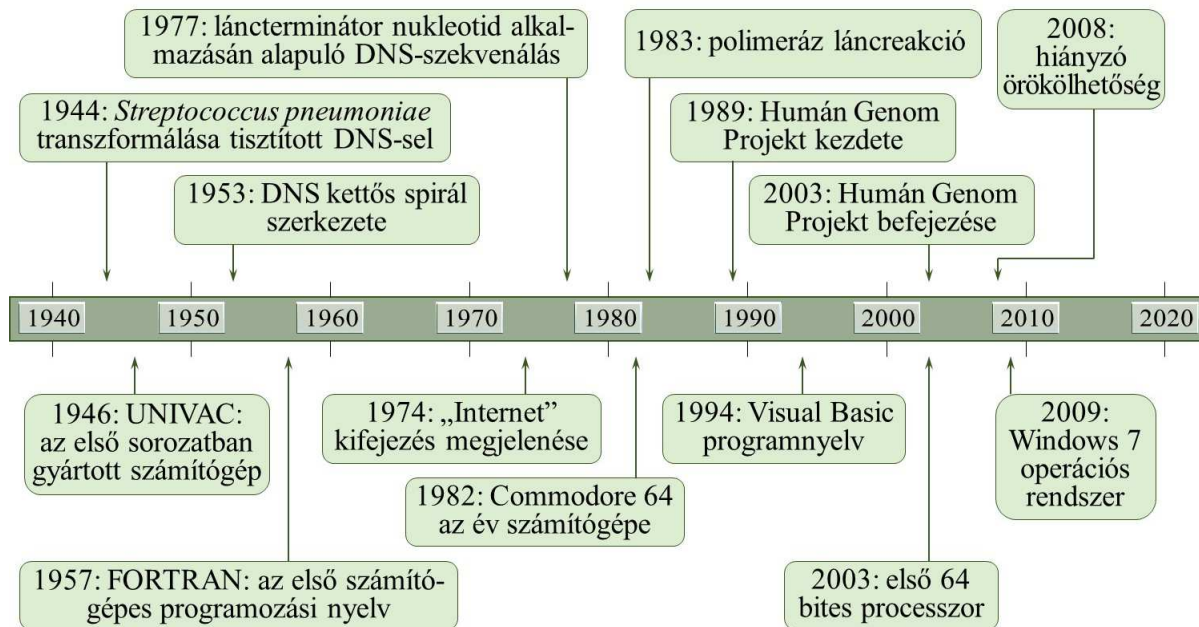 1977: láncterminátor nukleotid alkal-
mazásán alapuló DNS-szekvenálás
1983: polimeráz láncreakció
2008:
hiányzó
örökölhetőség
1944: Streptococcus pneumoniae
transzformálása tisztított DNS-sel
1989: Humán Genom
Projekt kezdete
1953: DNS kettős spirál
szerkezete
2003: Humán Genom
Projekt befejezése
1940
1950
1960
1970
1980
1990
2000
2010
2020
1946: UNIVAC:
az első sorozatban
gyártott számítógép
1974: „Internet”
kifejezés megjelenése
1994: Visual Basic
programnyelv
2009:
Windows 7
operációs
rendszer
1982: Commodore 64
az év számítógépe
1957: FORTRAN: az első számító-
gépes programozási nyelv
2003: első 64
bites processzor